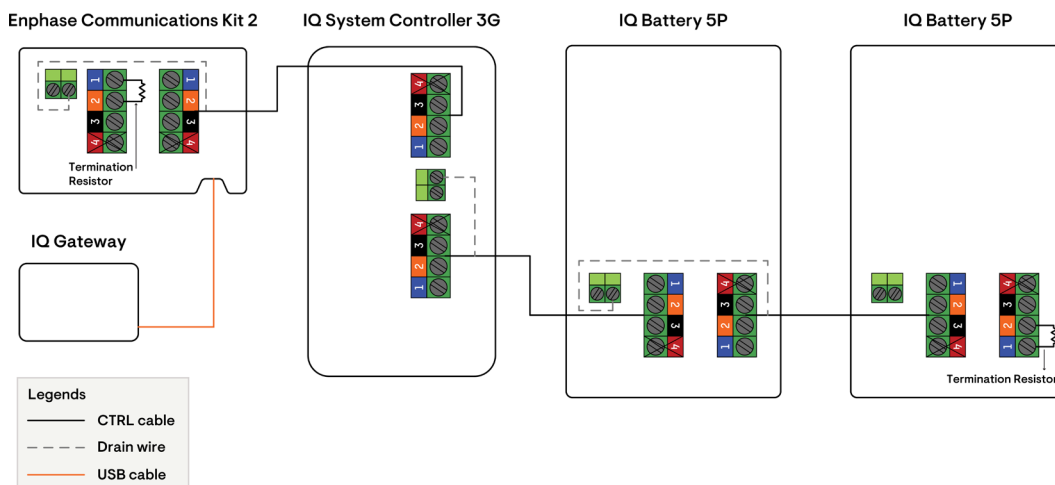 Enphase Communications Kit 2
IQ System Controller 3G
IQ Battery 5P
IQ Battery 5P
1
2
3
4
1
2
3
4
Termination
Resistor
4
3
2
1
4
3
2
1
IQ Gateway
1
2
3
4
4
3
2
1
1
2
3
4
4
3
2
1
Termination Resistor
Legends
CTRL cable
Drain wire
USB cable